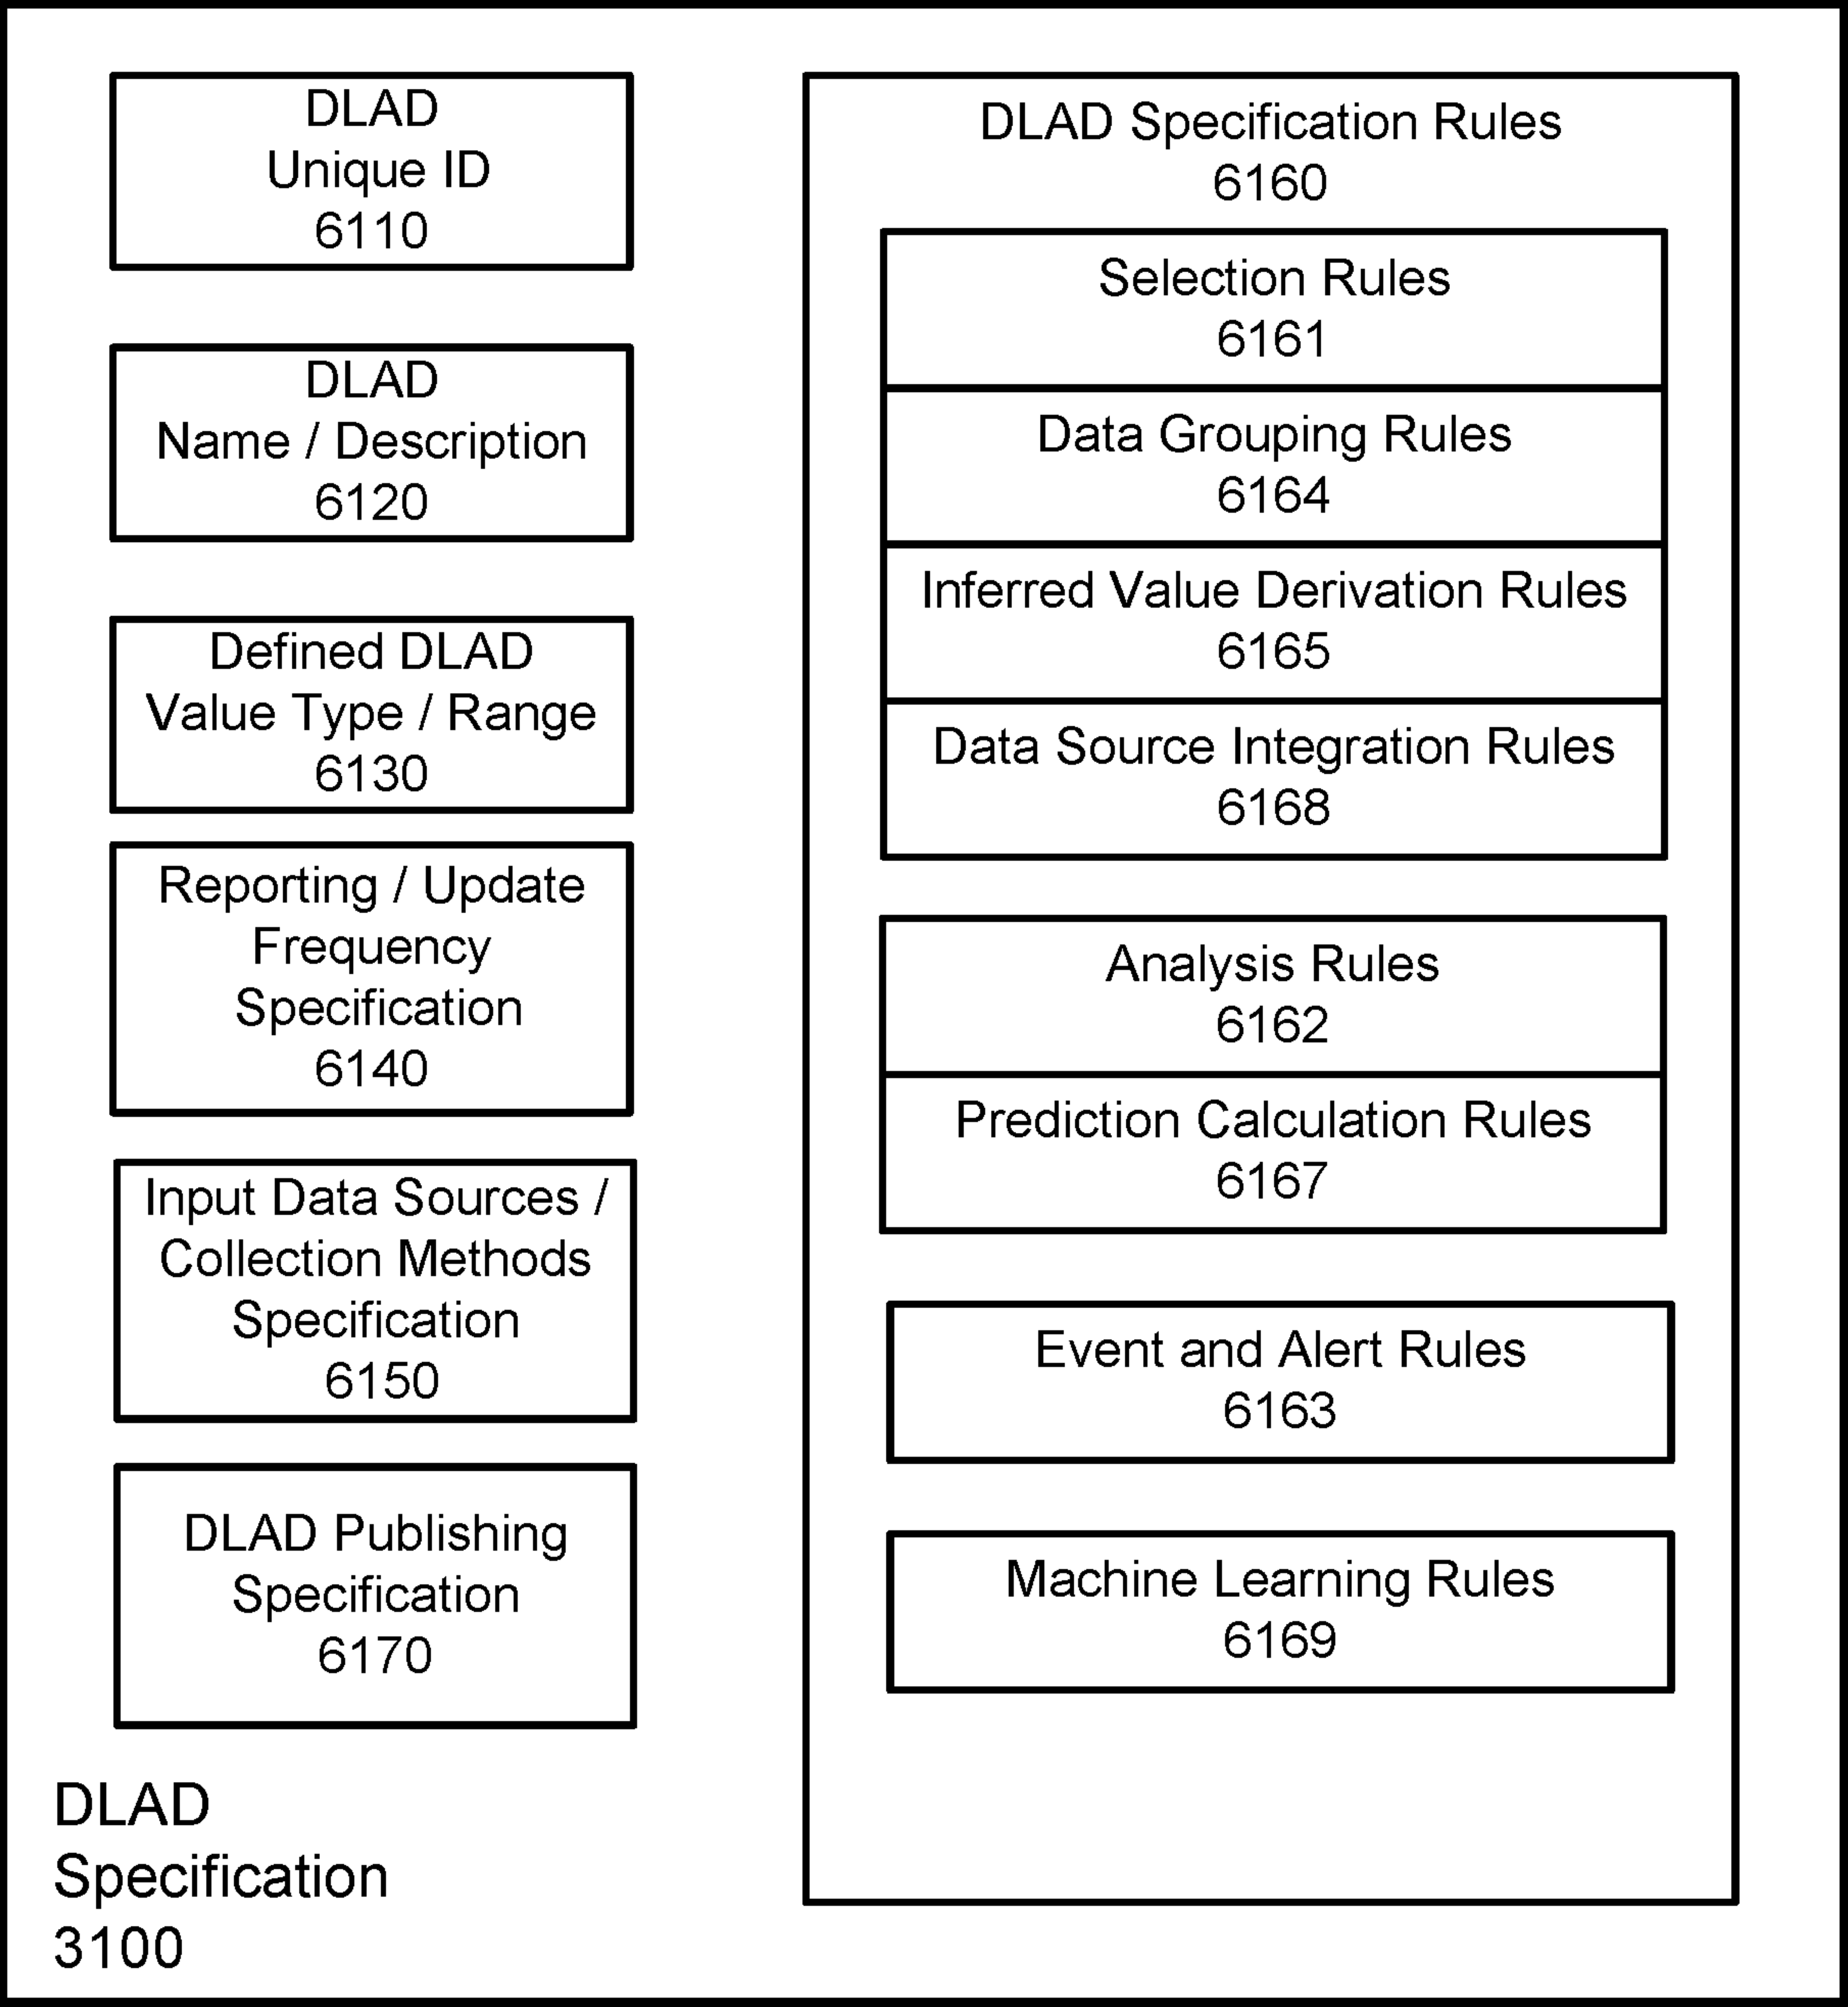 DLAD
Unique ID
6110
DLAD
Name / Description
6120
Defined DLAD
Value Type / Range
6130
Reporting / Update
Frequency
Specification
6140
Input Data Sources /
Collection Methods
Specification
6150
DLAD Publishing
Specification
6170
DLAD
Specification
3100
DLAD Specification Rules
6160
Selection Rules
6161
Data Grouping Rules
6164
Inferred Value Derivation Rules
6165
Data Source Integration Rules
6168
Analysis Rules
6162
Prediction Calculation Rules
6167
Event and Alert Rules
6163
Machine Learning Rules
6169